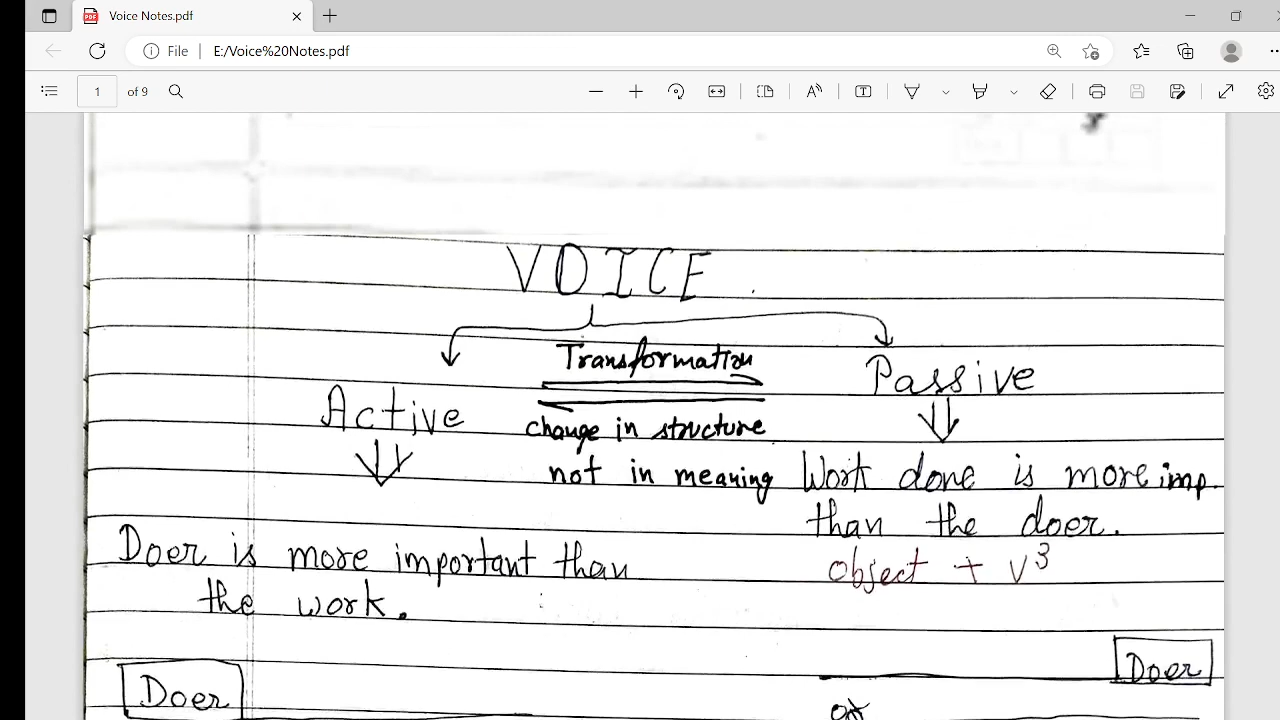 Voice Notes.pdf
File
E:/Voice%20Notes.pdf
1 of 9
VOICE
Transformation
Active
Passive
change in structure
not in meaning
Work done is more imp.
than the doer.
object + V3
Doer is more important than
the work.
Doer
Doer